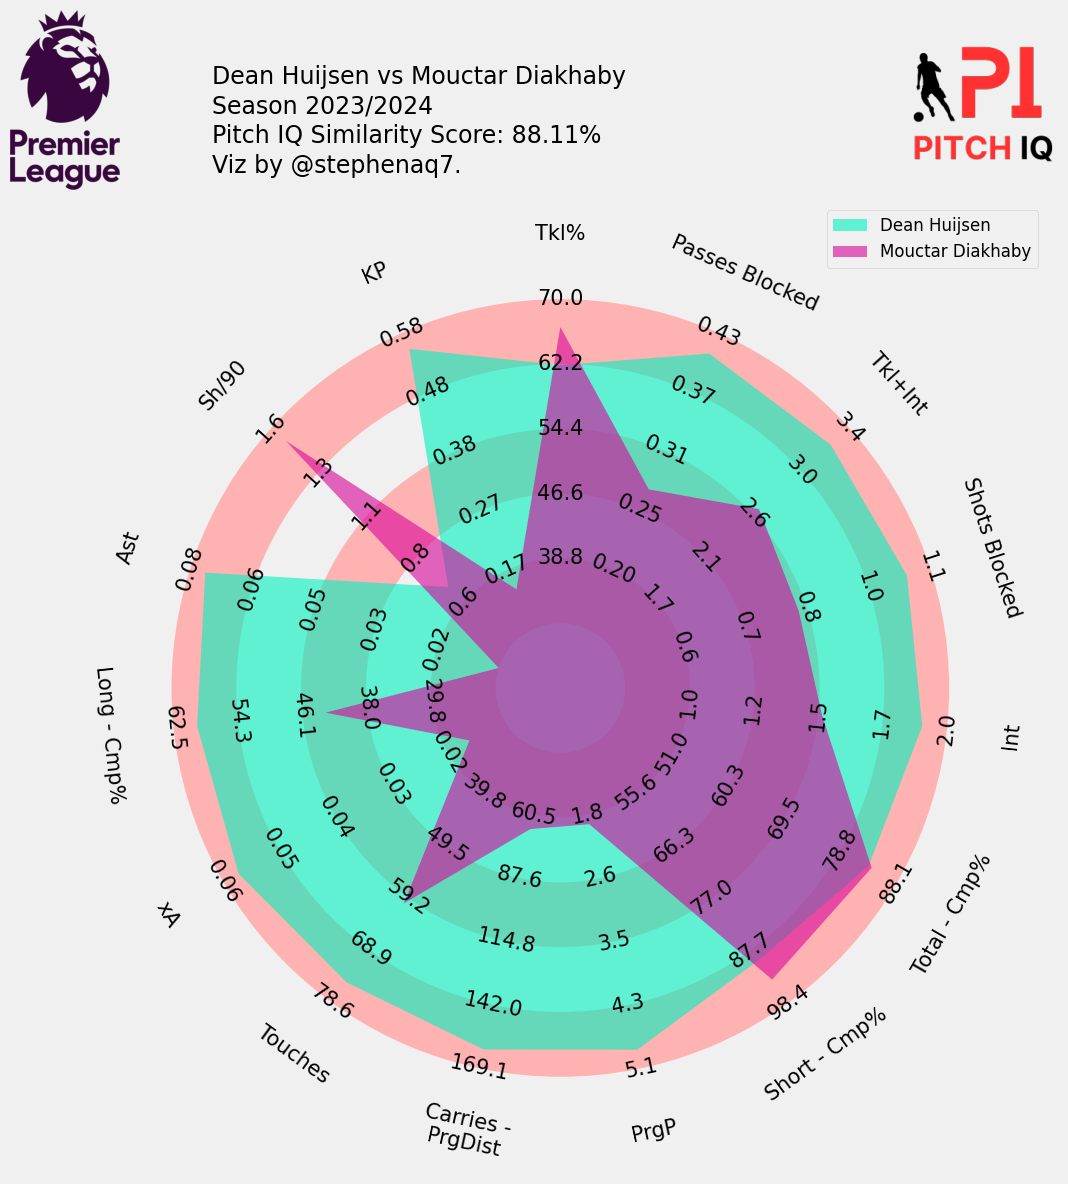 Dean Huijsen vs Mouctar Diakhaby
Season 2023/2024
Pitch IQ Similarity Score: 88.11%
Viz by @stephenaq7.
Premier
League
PI
PITCH IQ
Dean Huijsen
Mouctar Diakhaby
Tkl%
70.0
62.2
54.4
46.6
38.8
Passes Blocked
0.43
0.37
0.31
0.25
0.20
Tkl+Int
3.4
3.0
2.6
2.1
1.7
Shots Blocked
1.1
1.0
0.8
0.7
0.6
Int
2.0
1.7
1.5
1.2
1.0
Total - Cmp%
88.1
78.8
69.5
60.3
51.0
Short - Cmp%
98.4
87.7
77.0
66.3
55.6
PrgP
5.1
4.3
3.5
2.6
1.8
Carries -
PrgDist
169.1
142.0
114.8
87.6
60.5
Touches
78.6
68.9
59.2
49.5
39.8
xA
0.06
0.05
0.04
0.03
0.02
Long - Cmp%
62.5
54.3
46.1
38.0
29.8
Ast
0.08
0.06
0.05
0.03
0.02
Sh/90
1.6
1.3
1.1
0.8
0.6
KP
0.58
0.48
0.38
0.27
0.17